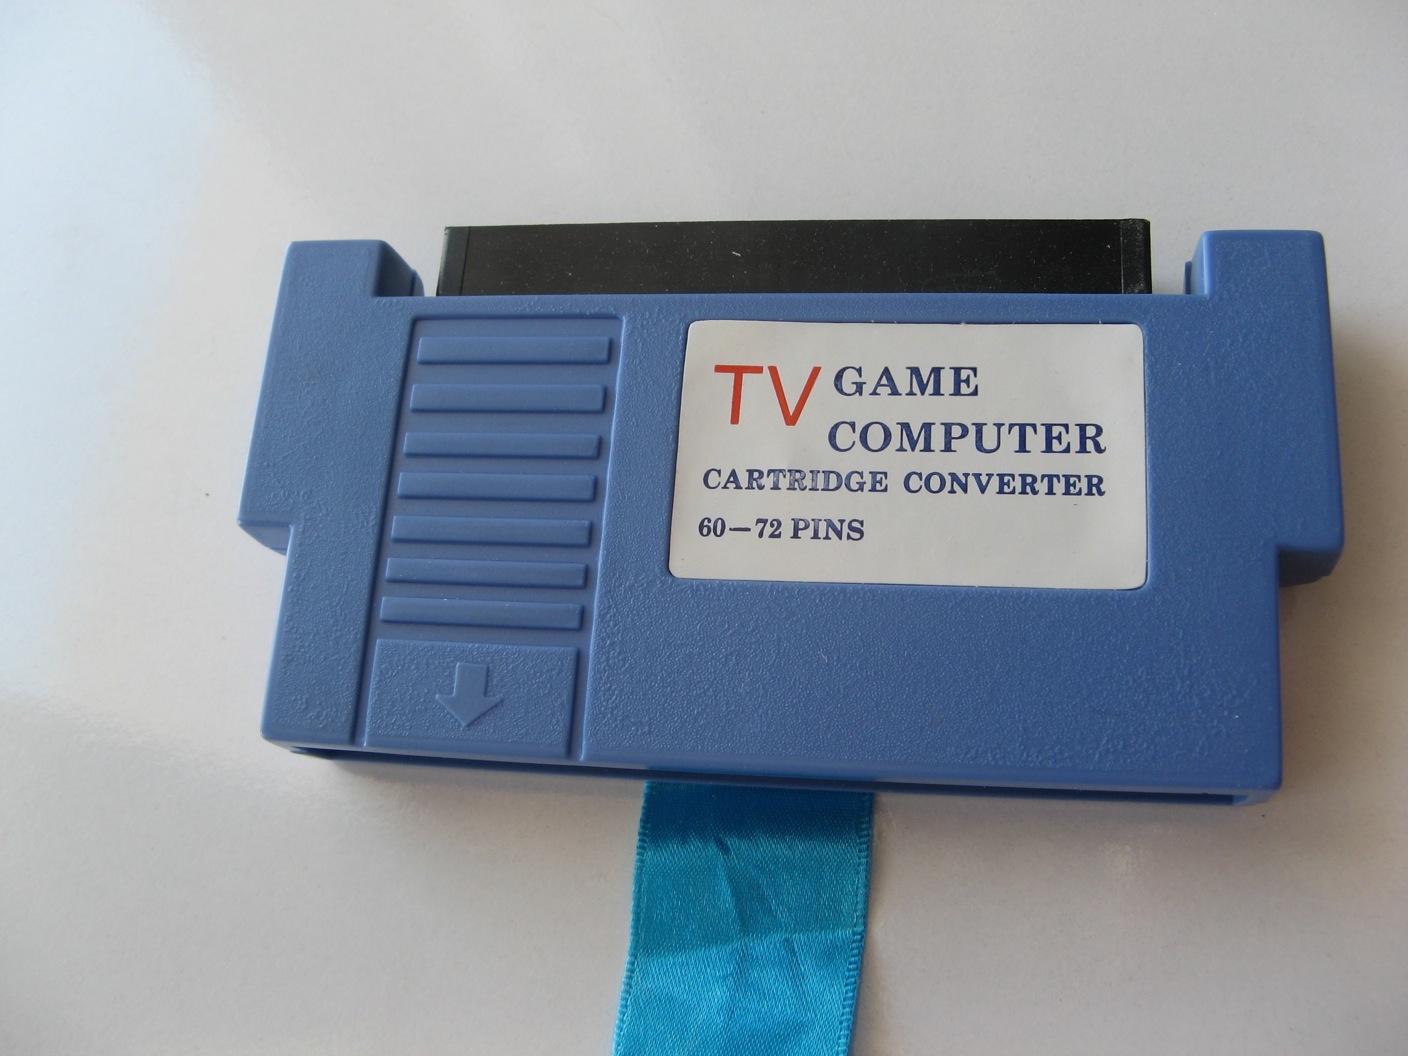 TV GAME
COMPUTER
CARTRIDGE CONVERTER
60—72 PINS